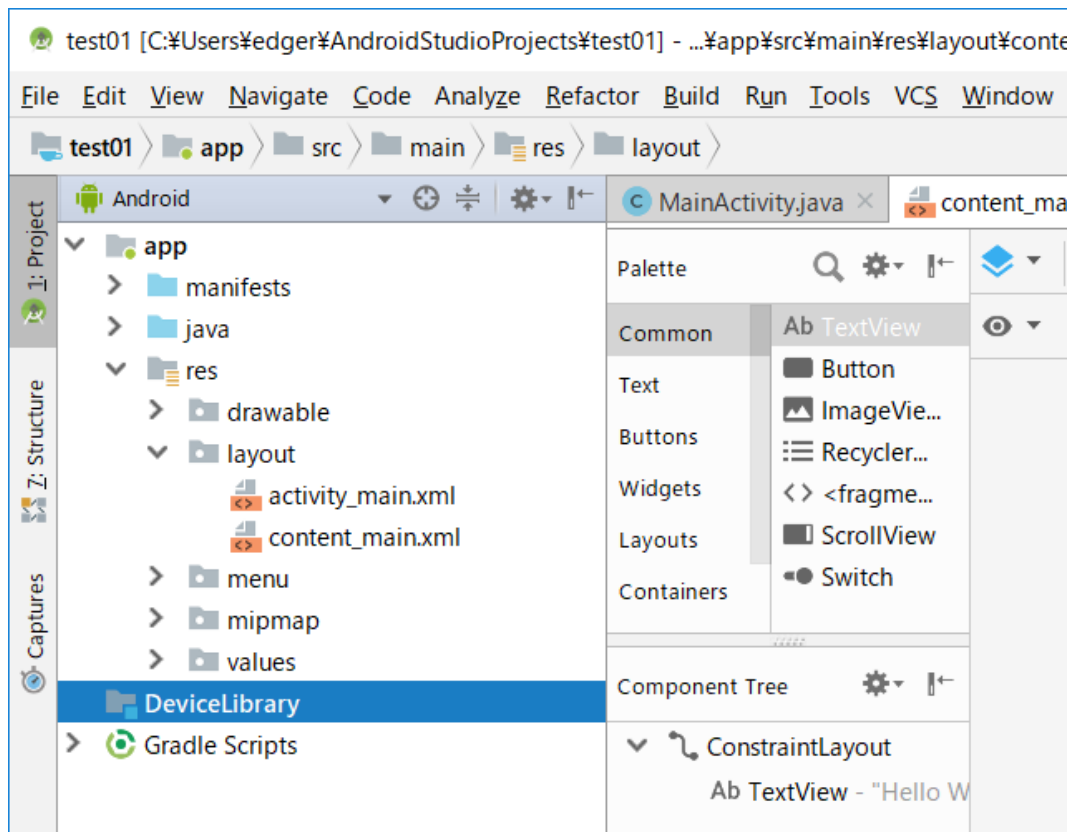 test01 [C:¥Users¥edger¥AndroidStudioProjects¥test01] - ...¥app¥src¥main¥res¥layout¥conte
File Edit View Navigate Code Analyze Refactor Build Run Tools VCS Window
test01 app src main res layout
1: Project
7: Structure
Captures
Android
app
manifests
java
res
drawable
layout
activity_main.xml
content_main.xml
menu
mipmap
values
DeviceLibrary
Gradle Scripts
MainActivity.java content_ma
Palette
Common
Text
Buttons
Widgets
Layouts
Containers
Ab TextView
Button
ImageVie...
Recycler...
<> <fragme...
ScrollView
Switch
Component Tree
ConstraintLayout
Ab TextView - "Hello W